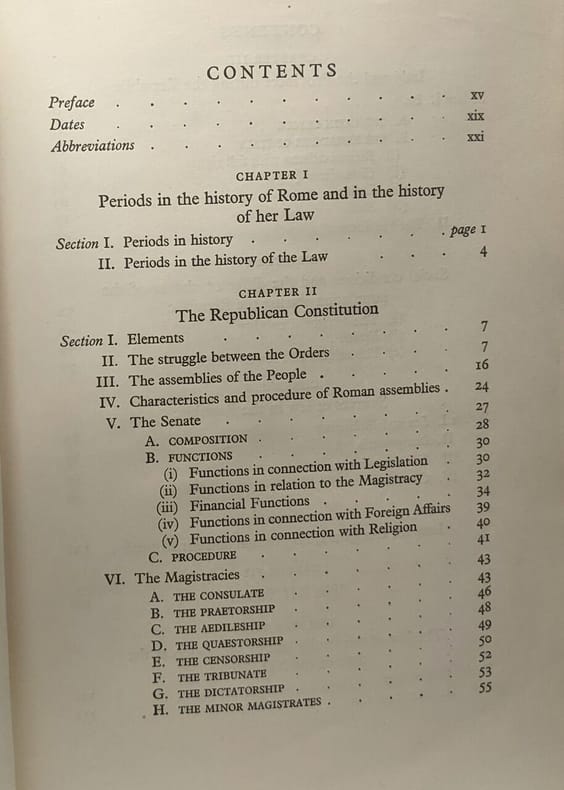 CONTENTS
Preface . . . . . . . . . . xv
Dates . . . . . . . . . . xix
Abbreviations . . . . . . . . . xxi
CHAPTER I
Periods in the history of Rome and in the history
of her Law
Section I. Periods in history . . . . . . . page 1
II. Periods in the history of the Law . . . 4
CHAPTER II
The Republican Constitution
Section I. Elements . . . . . . . 7
II. The struggle between the Orders . . . . 7
III. The assemblies of the People . . . . . 16
IV. Characteristics and procedure of Roman assemblies . 24
V. The Senate . . . . . . . 27
A. COMPOSITION . . . . . . 28
B. FUNCTIONS . . . . . . 30
(i) Functions in connection with Legislation . 30
(ii) Functions in relation to the Magistracy . 32
(iii) Financial Functions . . . . 34
(iv) Functions in connection with Foreign Affairs 39
(v) Functions in connection with Religion . 40
C. PROCEDURE . . . . . . 41
VI. The Magistracies . . . . . . 43
A. THE CONSULATE . . . . . 43
B. THE PRAETORSHIP . . . . . 46
C. THE AEDILESHIP . . . . . 48
D. THE QUAESTORSHIP . . . . . 49
E. THE CENSORSHIP . . . . . 50
F. THE TRIBUNATE . . . . . 52
G. THE DICTATORSHIP . . . . . 53
H. THE MINOR MAGISTRATES . . . . . 55